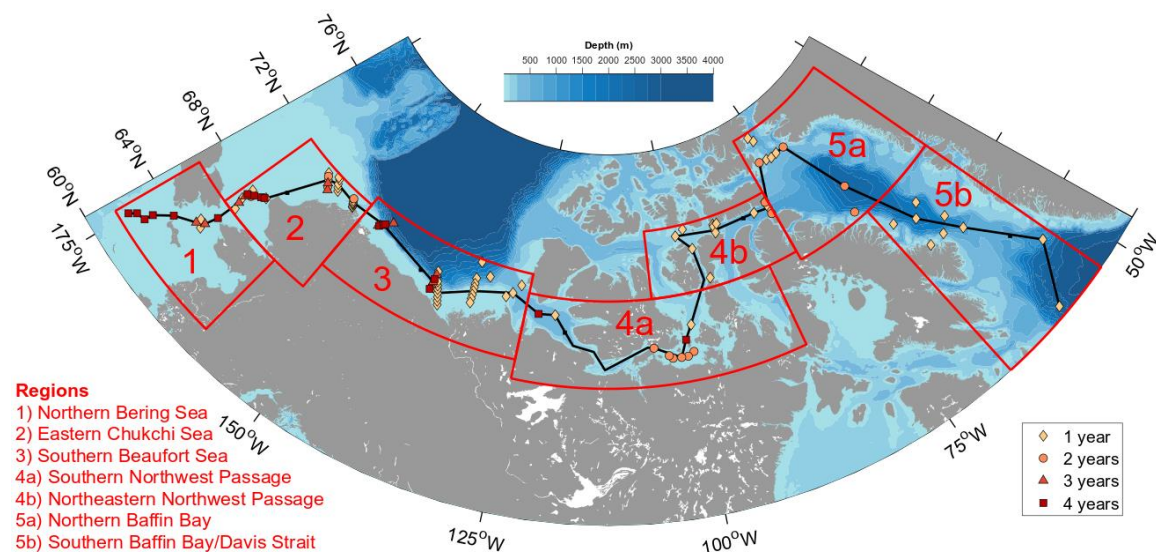 76°N
72°N
68°N
64°N
60°N
175°W
150°W
125°W
100°W
75°W
50°W
Depth (m)
500 1000 1500 2000 2500 3000 3500 4000
1
2
3
4a
4b
5a
5b
Regions
1) Northern Bering Sea
2) Eastern Chukchi Sea
3) Southern Beaufort Sea
4a) Southern Northwest Passage
4b) Northeastern Northwest Passage
5a) Northern Baffin Bay
5b) Southern Baffin Bay/Davis Strait
1 year
2 years
3 years
4 years